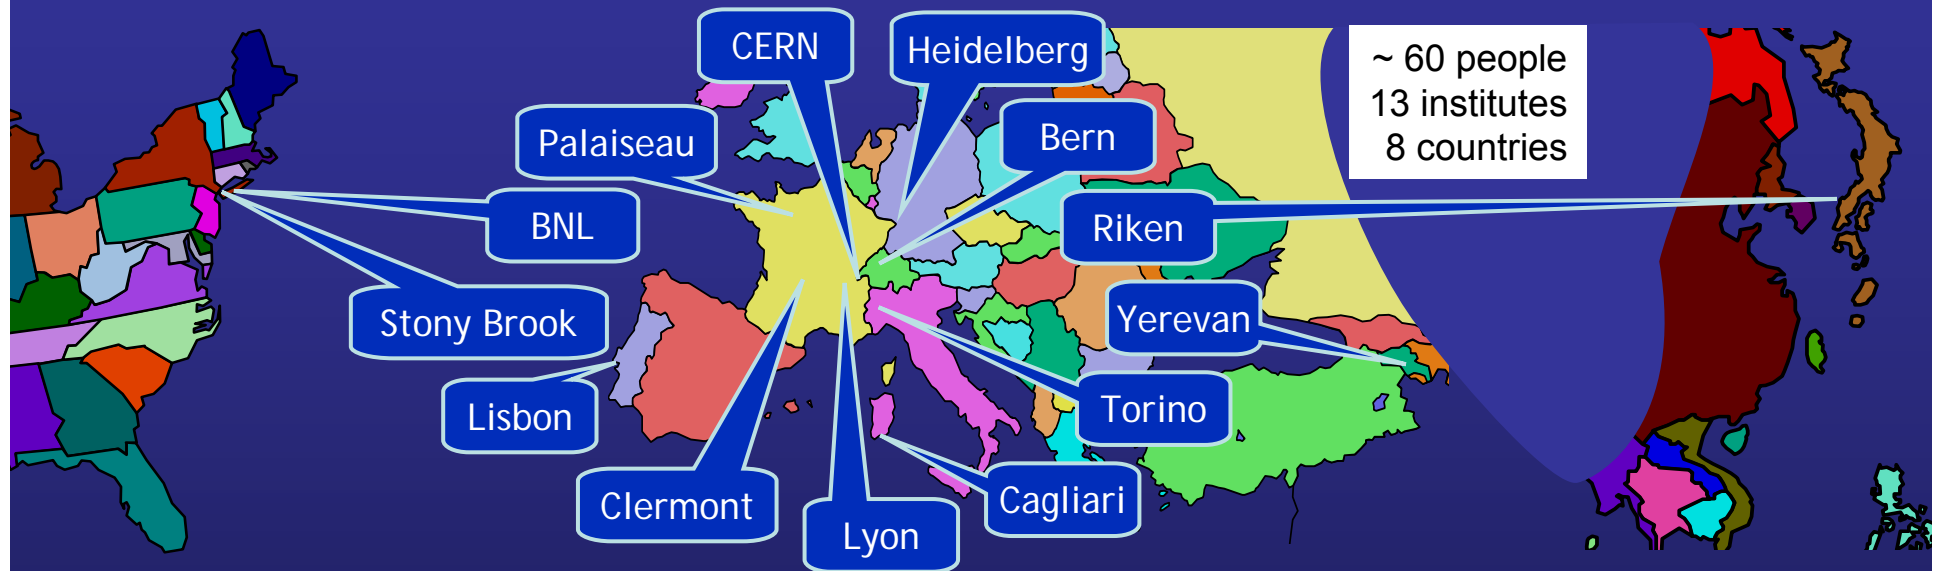 CERN
Heidelberg
~ 60 people
13 institutes
8 countries
Palaiseau
Bern
BNL
Riken
Stony Brook
Yerevan
Lisbon
Torino
Clermont
Cagliari
Lyon